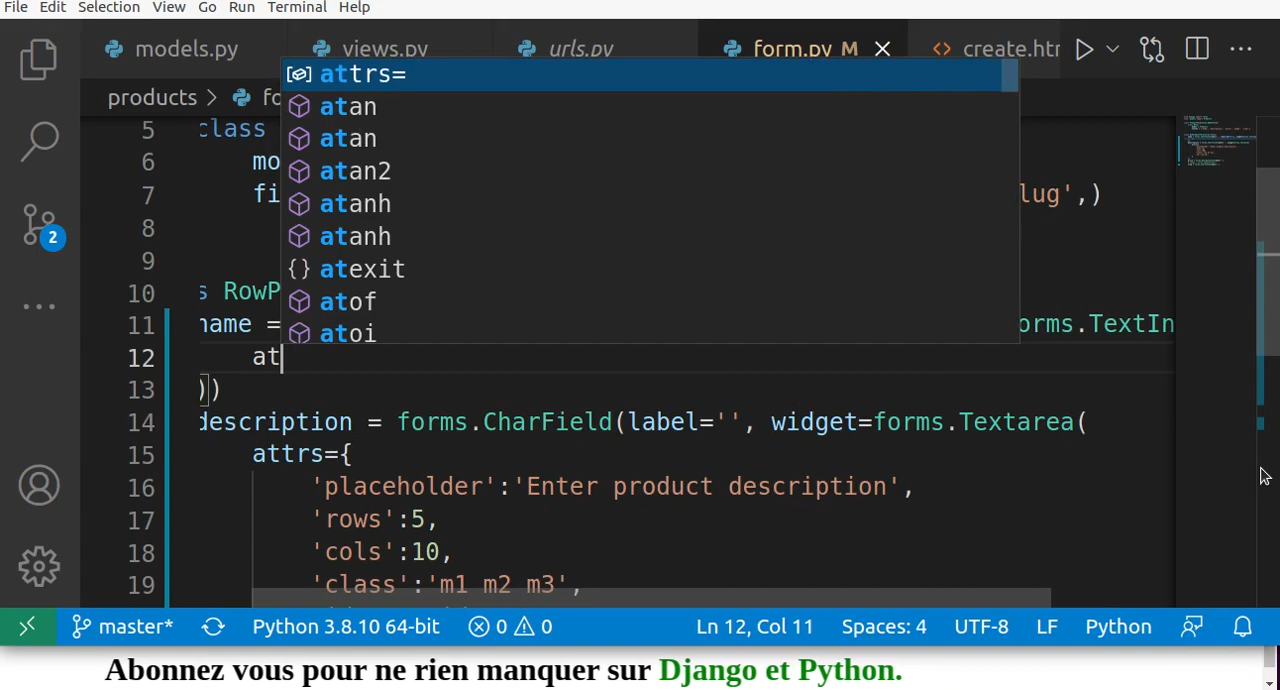 File Edit Selection View Go Run Terminal Help
models.py views.py urls.py form.py M create.htr
products > fo
attrs=
atan
atan
atan2
atanh
atanh
atexit
atof
atoi
5 class
6 mo
7 fi lug',)
8
9
10 s RowP
11 name = orms.TextIn
12 at
13 ))
14 description = forms.CharField(label='', widget=forms.Textarea(
15 attrs={
16 'placeholder':'Enter product description',
17 'rows':5,
18 'cols':10,
19 'class':'m1 m2 m3',
2
master* Python 3.8.10 64-bit 0 0 Ln 12, Col 11 Spaces: 4 UTF-8 LF Python
Abonnez vous pour ne rien manquer sur Django et Python.